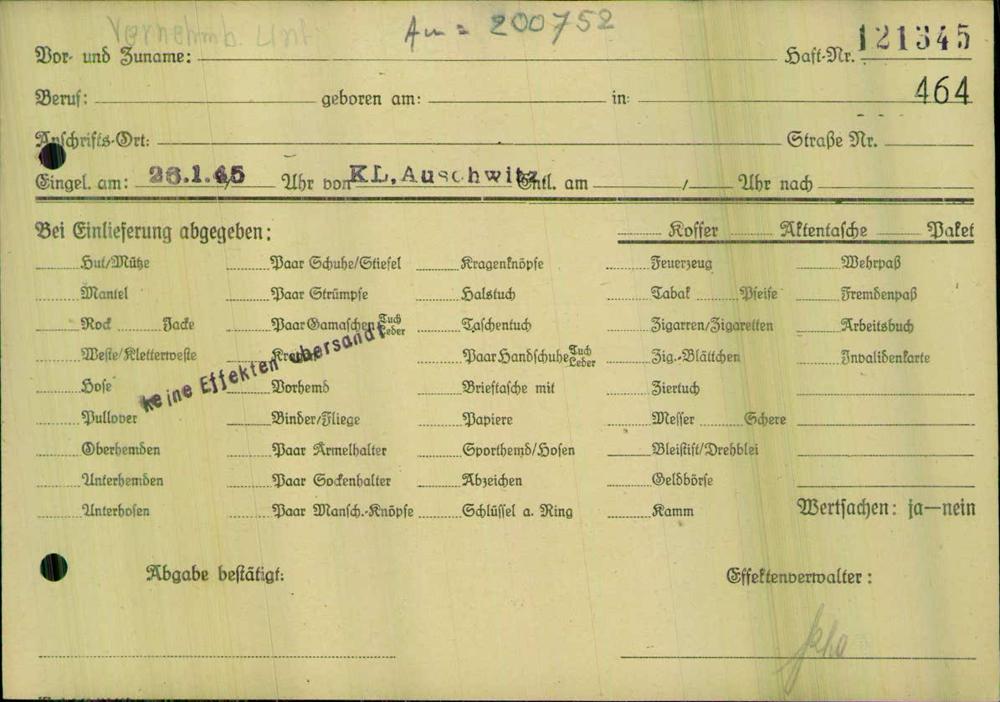 Vernehmb. Unt
Au = 200752
Vor- und Zuname: Haft-Nr. 121345
464
Beruf: geboren am: in:
Anschrifts-Ort: Straße Nr.
Eingel. am: 26.1.45 / Uhr von KL, Auschwitz Entl. am / Uhr nach
Bei Einlieferung abgegeben: Koffer Aktentasche Paket
Hut/Mütze Paar Schuhe/Stiefel Kragenknöpfe Feuerzeug Wehrpaß
Mantel Paar Strümpfe Halstuch Tabak Pfeife Fremdenpaß
Rock Jacke Paar Gamaschen Tuch Leder Taschentuch Zigarren/Zigaretten Arbeitsbuch
Weste/Kletterweste Kragen Paar Handschuhe Tuch Leder Zig.-Blättchen Invalidenkarte
keine Effekten übersandt
Hose Vorhemd Brieftasche mit Ziertuch
Pullover Binder/Fliege Papiere Messer Schere
Oberhemden Paar Ärmelhalter Sporthemd/Hosen Bleistift/Drehblei
Unterhemden Paar Sockenhalter Abzeichen Geldbörse
Unterhosen Paar Mansch.-Knöpfe Schlüssel a. Ring Kamm Wertsachen: ja—nein
Abgabe bestätigt: Effektenverwalter: